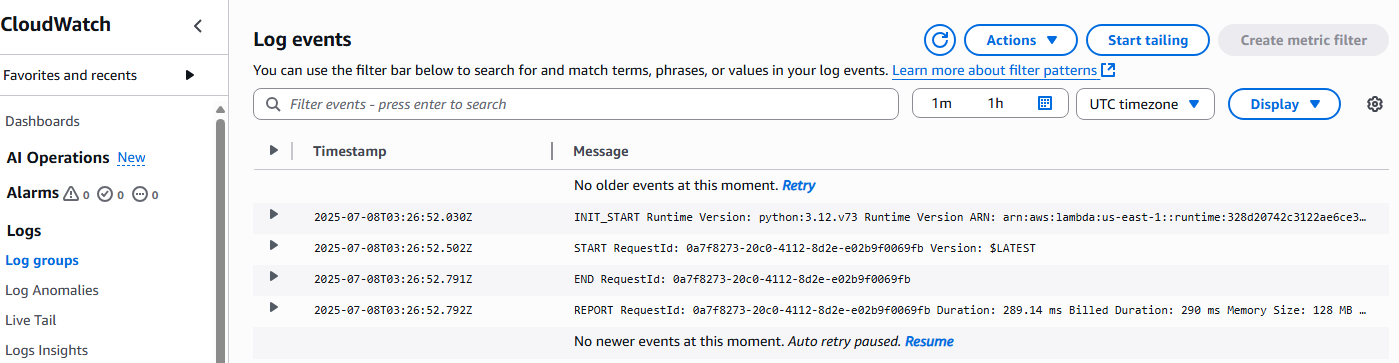 CloudWatch
Favorites and recents
Dashboards
AI Operations New
Alarms 0 0 0
Logs
Log groups
Log Anomalies
Live Tail
Logs Insights
Log events
Actions
Start tailing
Create metric filter
You can use the filter bar below to search for and match terms, phrases, or values in your log events. Learn more about filter patterns
Filter events - press enter to search
1m 1h
UTC timezone
Display
Timestamp Message
No older events at this moment. Retry
2025-07-08T03:26:52.030Z INIT_START Runtime Version: python:3.12.v73 Runtime Version ARN: arn:aws:lambda:us-east-1::runtime:328d20742c3122ae6ce3…
2025-07-08T03:26:52.502Z START RequestId: 0a7f8273-20c0-4112-8d2e-e02b9f0069fb Version: $LATEST
2025-07-08T03:26:52.791Z END RequestId: 0a7f8273-20c0-4112-8d2e-e02b9f0069fb
2025-07-08T03:26:52.792Z REPORT RequestId: 0a7f8273-20c0-4112-8d2e-e02b9f0069fb Duration: 289.14 ms Billed Duration: 290 ms Memory Size: 128 MB …
No newer events at this moment. Auto retry paused. Resume